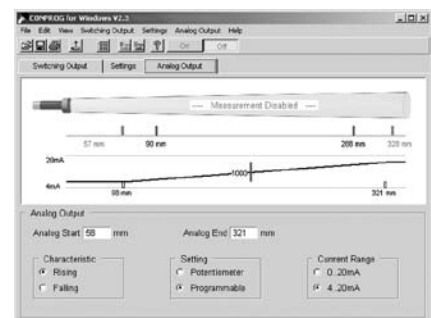 COMPROG for Windows V2.3
File Edit View Switching Output Settings Analog Output Help
On Off
Switching Output Settings Analog Output
---- Measurement Disabled ----
57 mm 90 mm 288 mm 328 mm
20mA
1000
4mA
98 mm 321 mm
Analog Output
Analog Start 58 mm Analog End 321 mm
Characteristic Setting Current Range
Rising Potentiometer 0..20mA
Falling Programmable 4..20mA